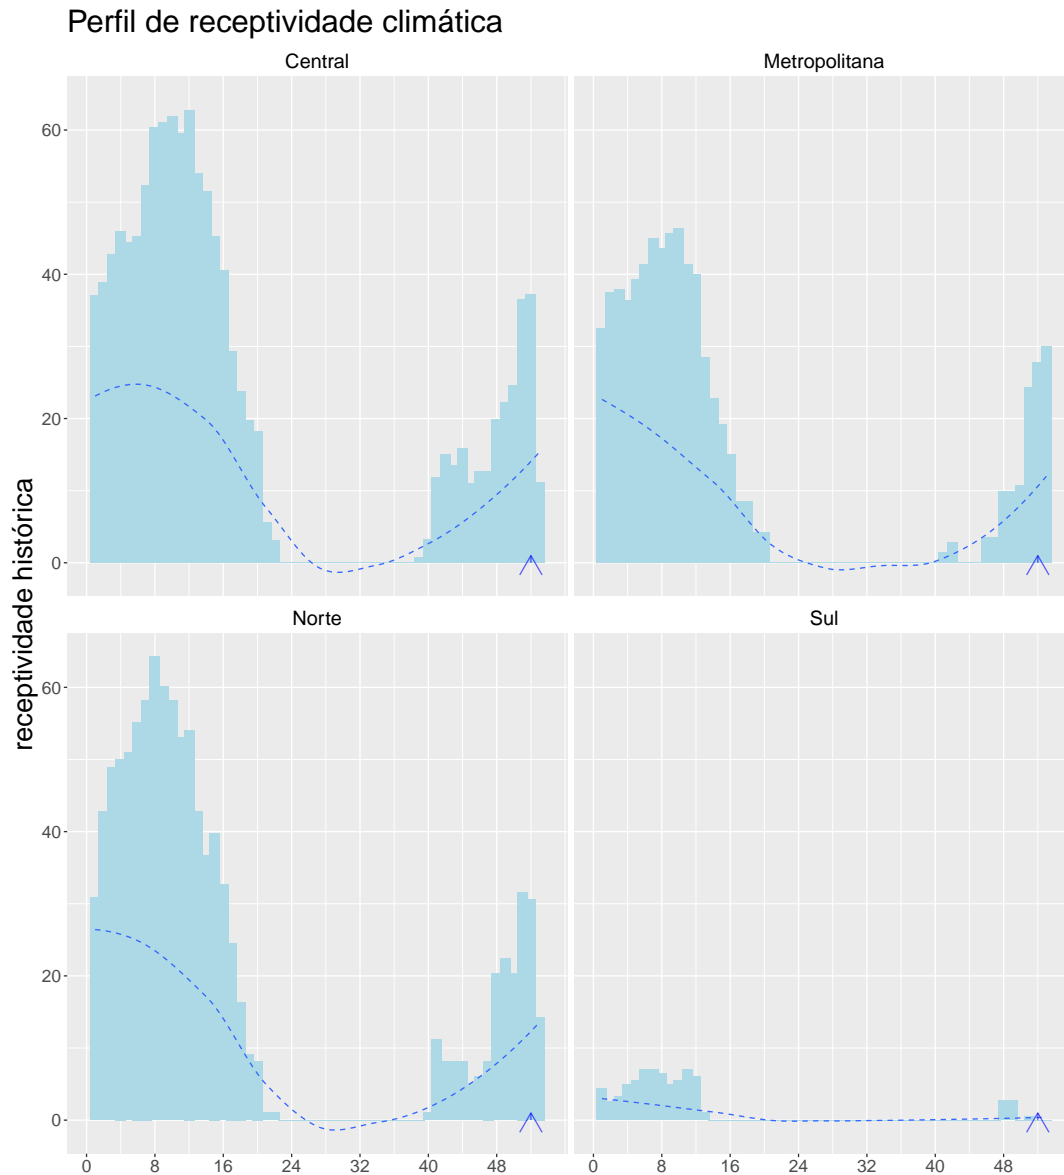 Perfil de receptividade climática
Central
Metropolitana
60
40
20
0
receptividade histórica
Norte
Sul
60
40
20
0
0 8 16 24 32 40 48
0 8 16 24 32 40 48